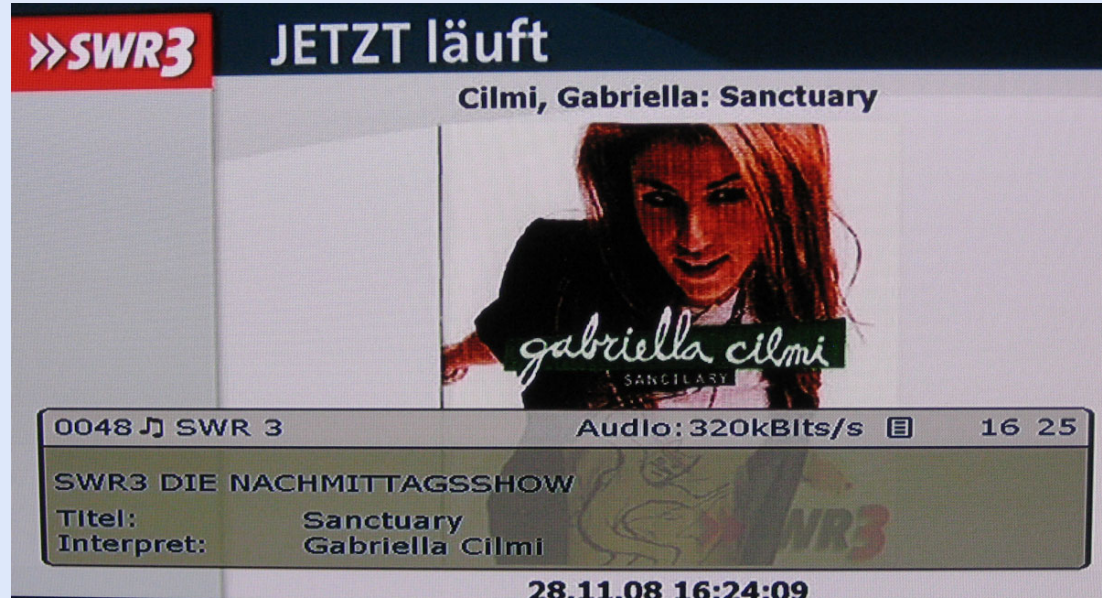 »SWR3
JETZT läuft
Cilmi, Gabriella: Sanctuary
gabriella cilmi
SANCTUARY
0048 SWR 3 Audio:320kBits/s 16 25
SWR3 DIE NACHMITTAGSSHOW
Titel: Sanctuary
Interpret: Gabriella Cilmi
»SWR3
28.11.08 16:24:09